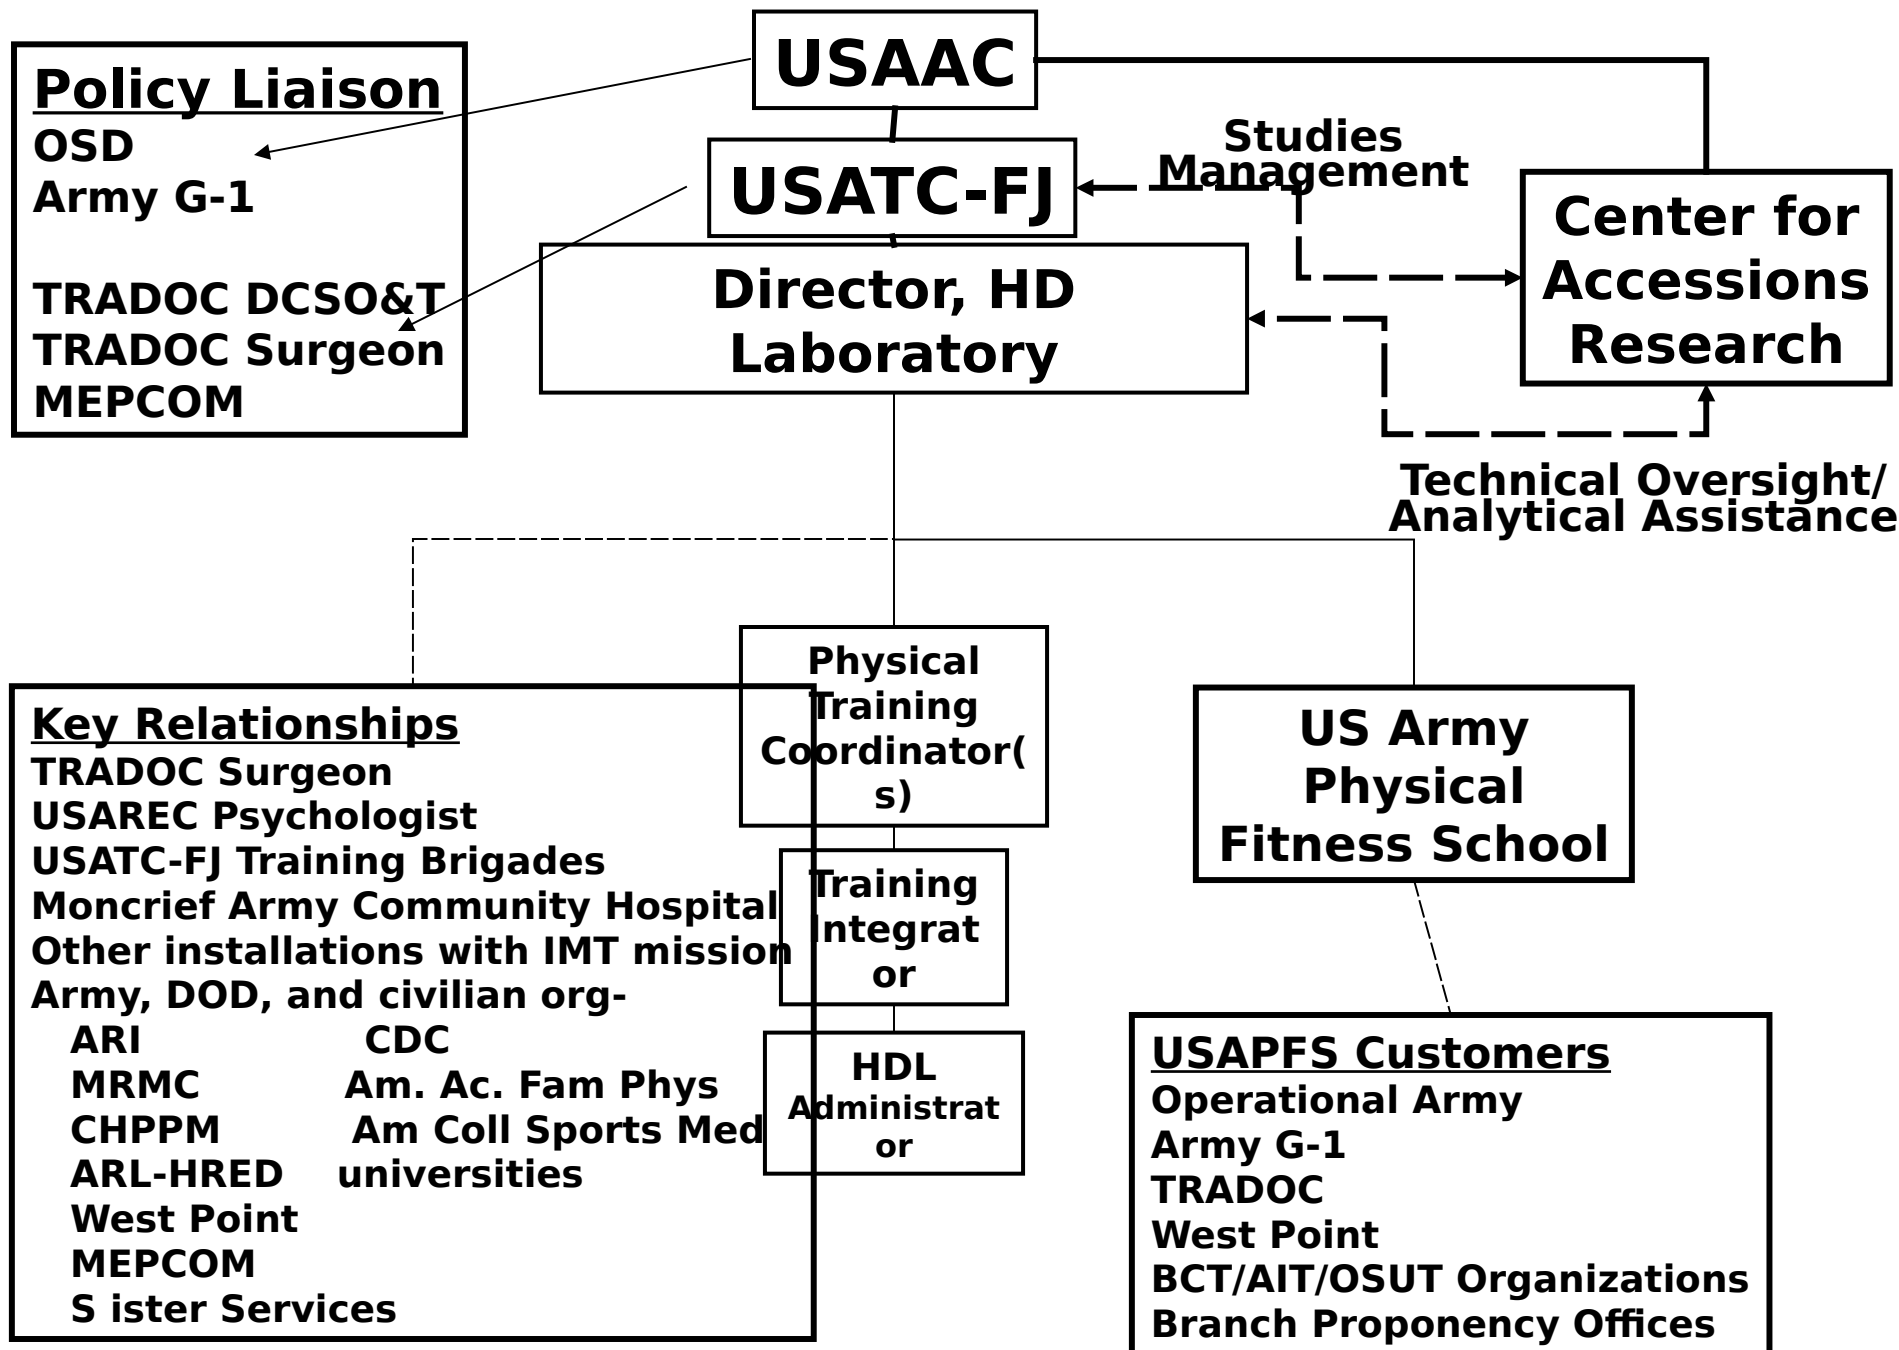 USAAC
Policy Liaison
OSD
Army G-1
TRADOC DCSO&T
TRADOC Surgeon
MEPCOM
USATC-FJ
Studies
Management
Center for
Accessions
Research
Director, HD
Laboratory
Technical Oversight/
Analytical Assistance
Physical
Training
Coordinator(
s)
Training
Integrat
or
HDL
Administrat
or
US Army
Physical
Fitness School
Key Relationships
TRADOC Surgeon
USAREC Psychologist
USATC-FJ Training Brigades
Moncrief Army Community Hospital
Other installations with IMT mission
Army, DOD, and civilian org-
ARI CDC
MRMC Am. Ac. Fam Phys
CHPPM Am Coll Sports Med
ARL-HRED universities
West Point
MEPCOM
S ister Services
USAPFS Customers
Operational Army
Army G-1
TRADOC
West Point
BCT/AIT/OSUT Organizations
Branch Proponency Offices